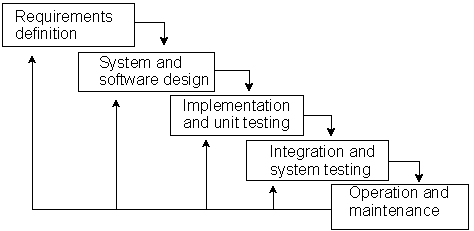 Requirements
definition
System and
software design
Implementation
and unit testing
Integration and
system testing
Operation and
maintenance